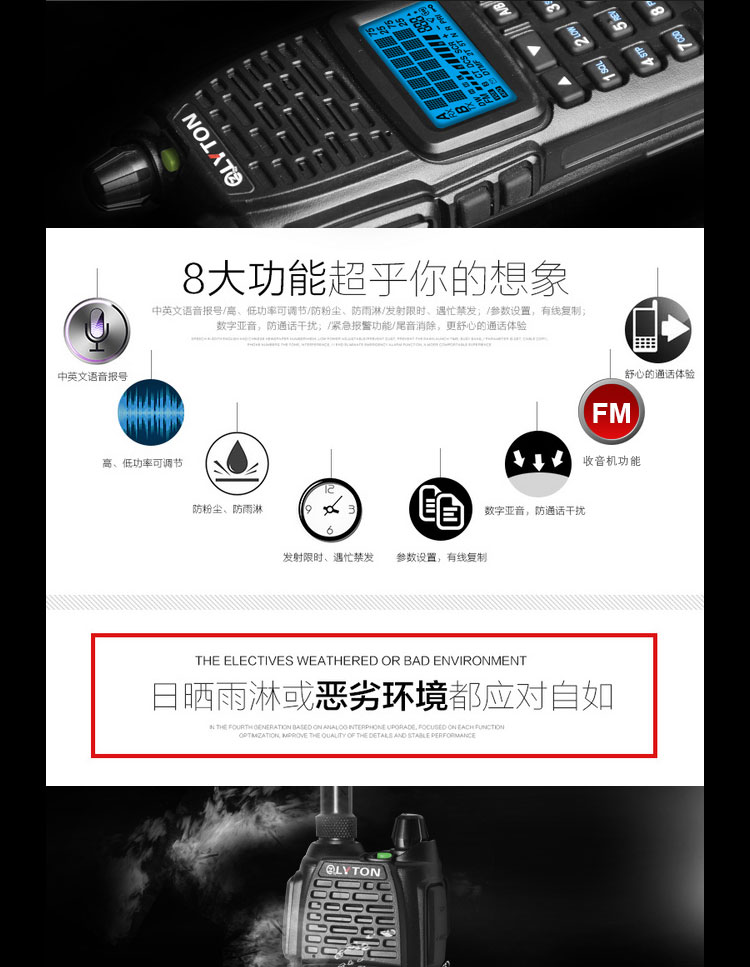 QLYTON
8大功能超乎你的想象
中英文语音报号/高、低功率可调节/防粉尘、防雨淋/发射限时、遇忙禁发；/参数设置，有线复制；
数字亚音，防通话干扰；/紧急报警功能/尾音消除，更舒心的通话体验
中英文语音报号
舒心的通话体验
FM
高、低功率可调节
收音机功能
防粉尘、防雨淋
数字亚音，防通话干扰
12
9 3
6
发射限时、遇忙禁发
参数设置，有线复制
THE ELECTIVES WEATHERED OR BAD ENVIRONMENT
日晒雨淋或恶劣环境都应对自如
IN THE FOURTH GENERATION BASED ON ANALOG INTERPHONE UPGRADE, FOCUSED ON EACH FUNCTION
OPTIMIZATION, IMPROVE THE QUALITY OF THE DETAILS AND STABLE PERFORMANCE
QLYTON